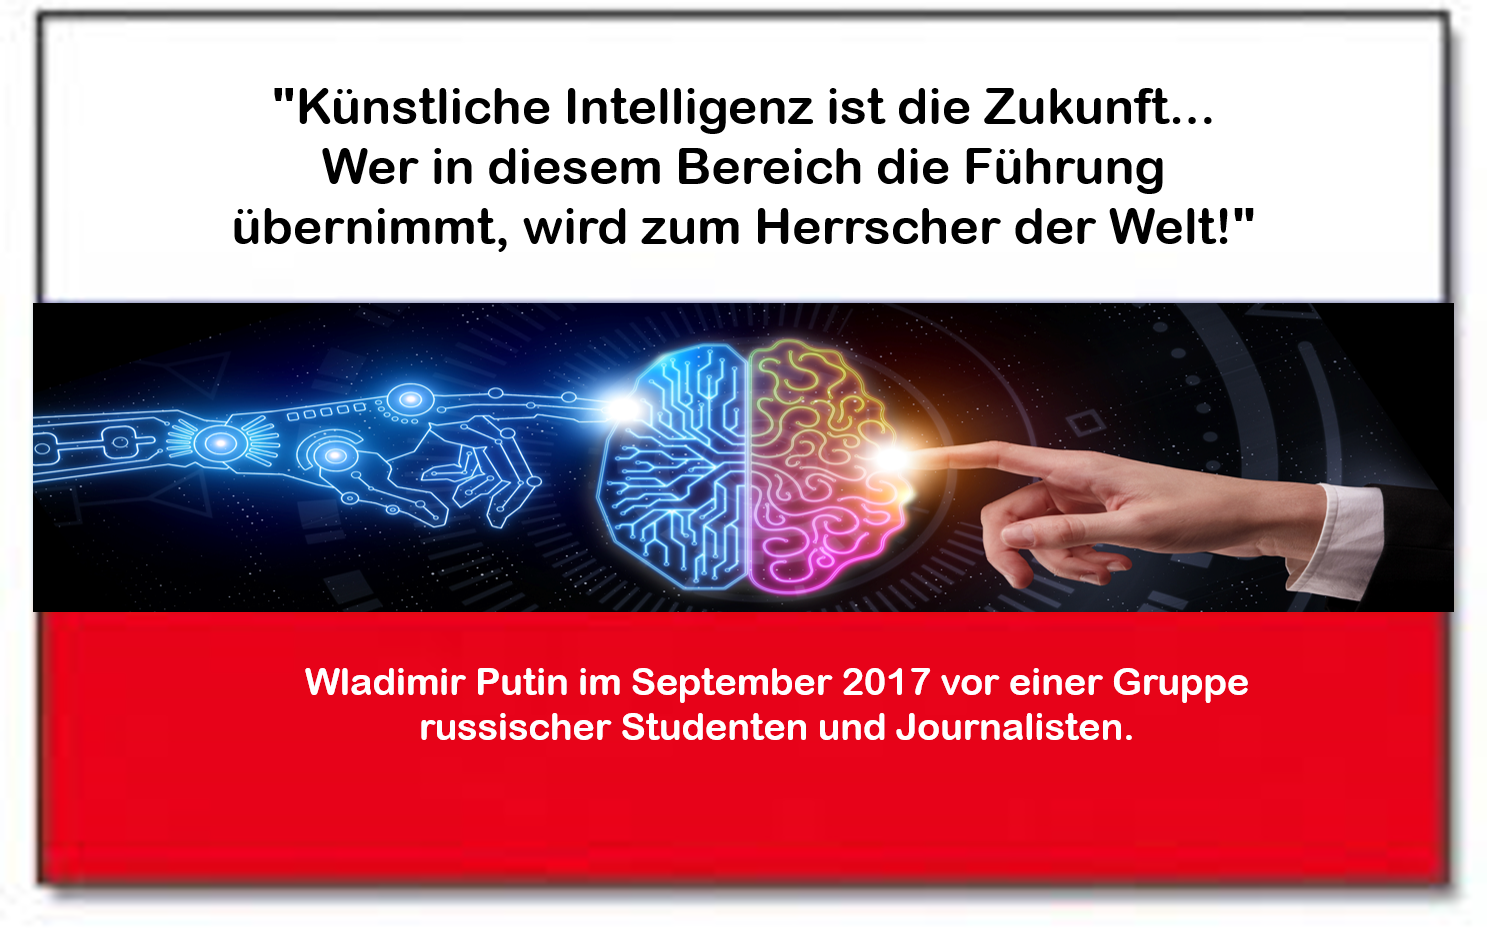 "Künstliche Intelligenz ist die Zukunft...
Wer in diesem Bereich die Führung
übernimmt, wird zum Herrscher der Welt!"
Wladimir Putin im September 2017 vor einer Gruppe
russischer Studenten und Journalisten.